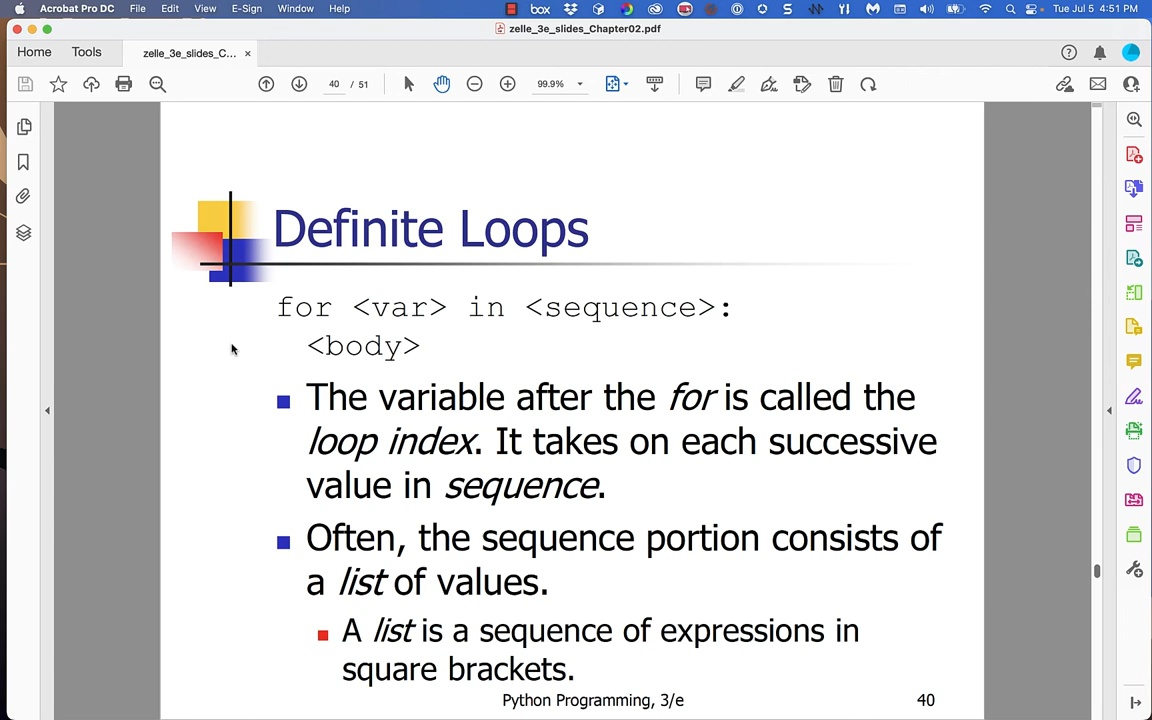 Acrobat Pro DC File Edit View E-Sign Window Help box Tue Jul 5 4:51 PM
zelle_3e_slides_Chapter02.pdf
Home Tools zelle_3e_slides_C... ×
40 / 51 99.9%
Definite Loops
for <var> in <sequence>:
<body>
The variable after the for is called the
loop index. It takes on each successive
value in sequence.
Often, the sequence portion consists of
a list of values.
A list is a sequence of expressions in
square brackets.
Python Programming, 3/e 40